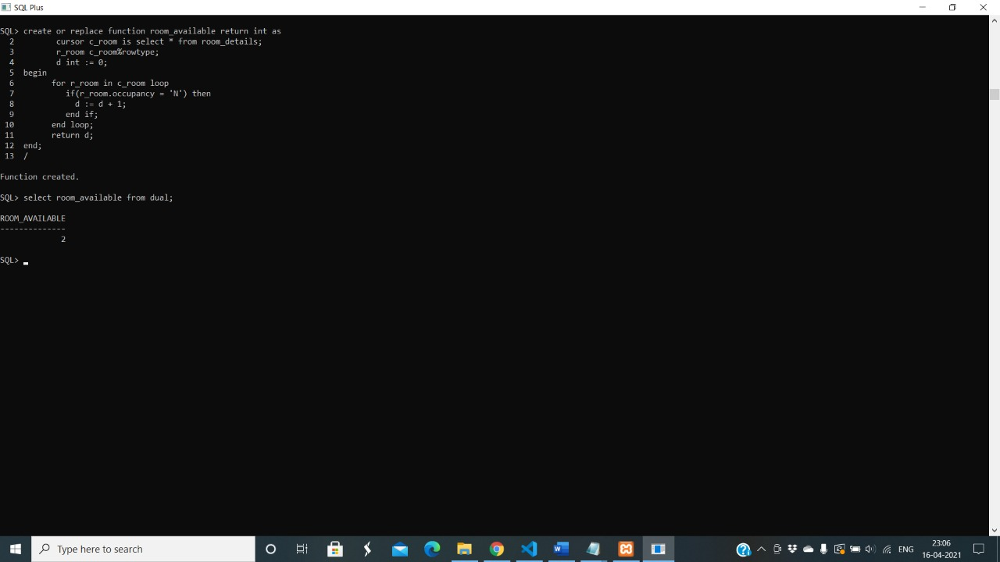 SQL Plus
SQL> create or replace function room_available return int as
  2         cursor c_room is select * from room_details;
  3         r_room c_room%rowtype;
  4         d int := 0;
  5  begin
  6        for r_room in c_room loop
  7           if(r_room.occupancy = 'N') then
  8             d := d + 1;
  9           end if;
 10        end loop;
 11        return d;
 12  end;
 13  /
Function created.
SQL> select room_available from dual;
ROOM_AVAILABLE
--------------
             2
SQL>
Type here to search
ENG
23:06
16-04-2021